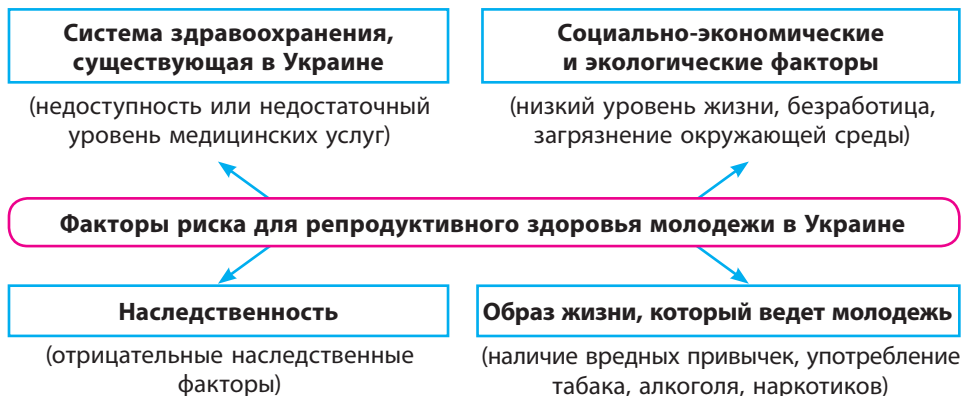 Система здравоохранения,
существующая в Украине
(недоступность или недостаточный
уровень медицинских услуг)
Социально-экономические
и экологические факторы
(низкий уровень жизни, безработица,
загрязнение окружающей среды)
Факторы риска для репродуктивного здоровья молодежи в Украине
Наследственность
(отрицательные наследственные
факторы)
Образ жизни, который ведет молодежь
(наличие вредных привычек, употребление
табака, алкоголя, наркотиков)